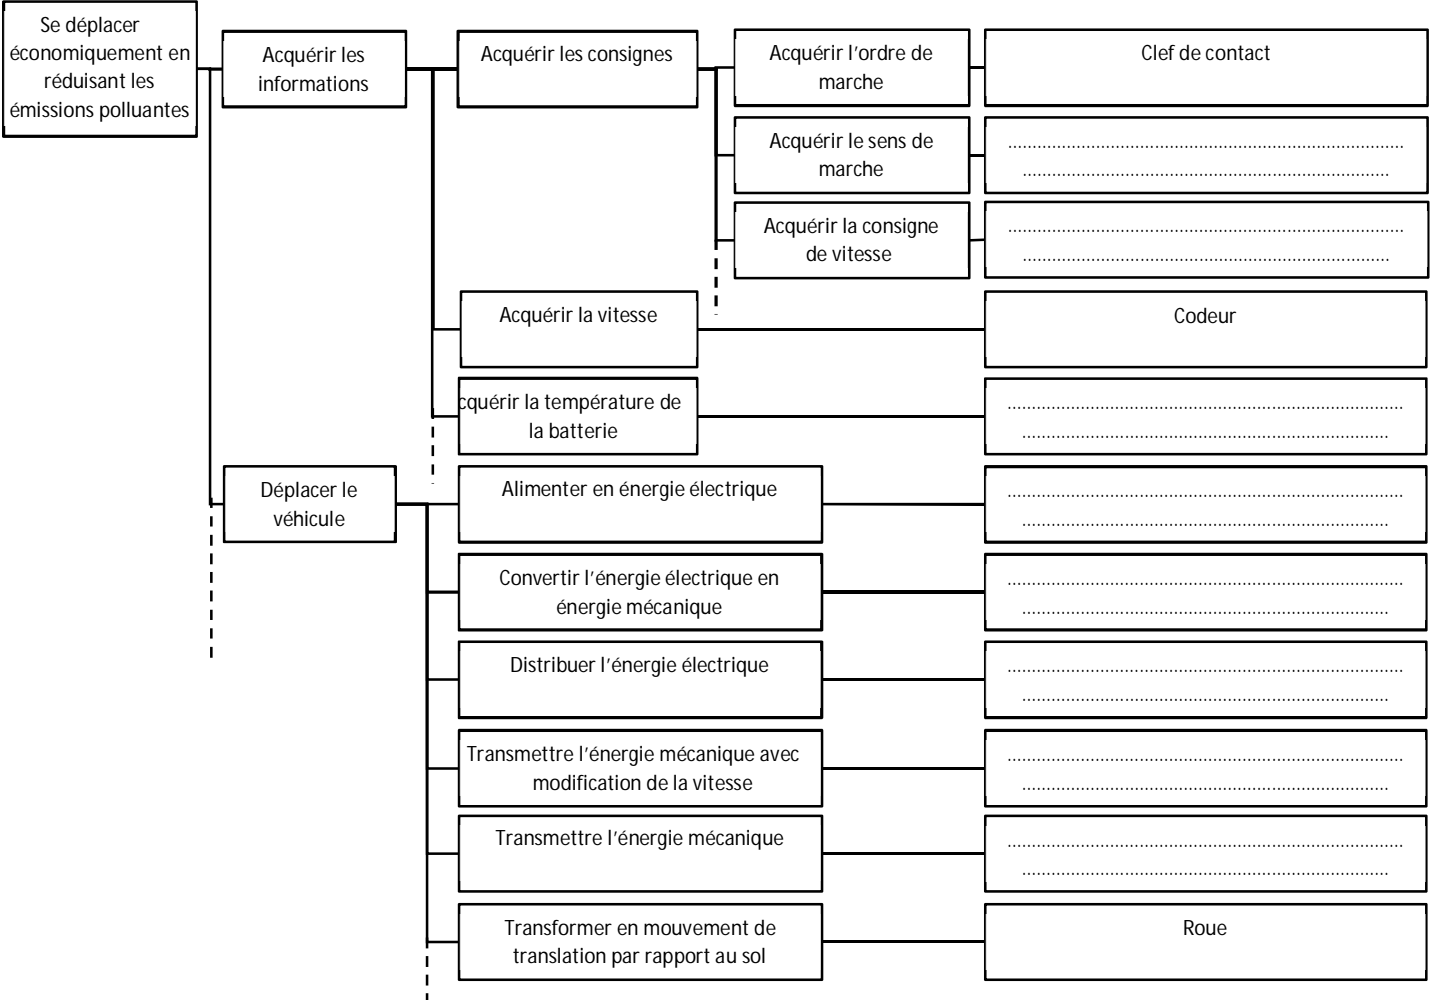 Se déplacer
économiquement en
réduisant les
émissions polluantes
Acquérir les
informations
Acquérir les consignes
Acquérir l'ordre de
marche
Clef de contact
Acquérir le sens de
marche
Acquérir la consigne
de vitesse
Acquérir la vitesse
Codeur
cquérir la température de
la batterie
Déplacer le
véhicule
Alimenter en énergie électrique
Convertir l'énergie électrique en
énergie mécanique
Distribuer l'énergie électrique
Transmettre l'énergie mécanique avec
modification de la vitesse
Transmettre l'énergie mécanique
Transformer en mouvement de
translation par rapport au sol
Roue